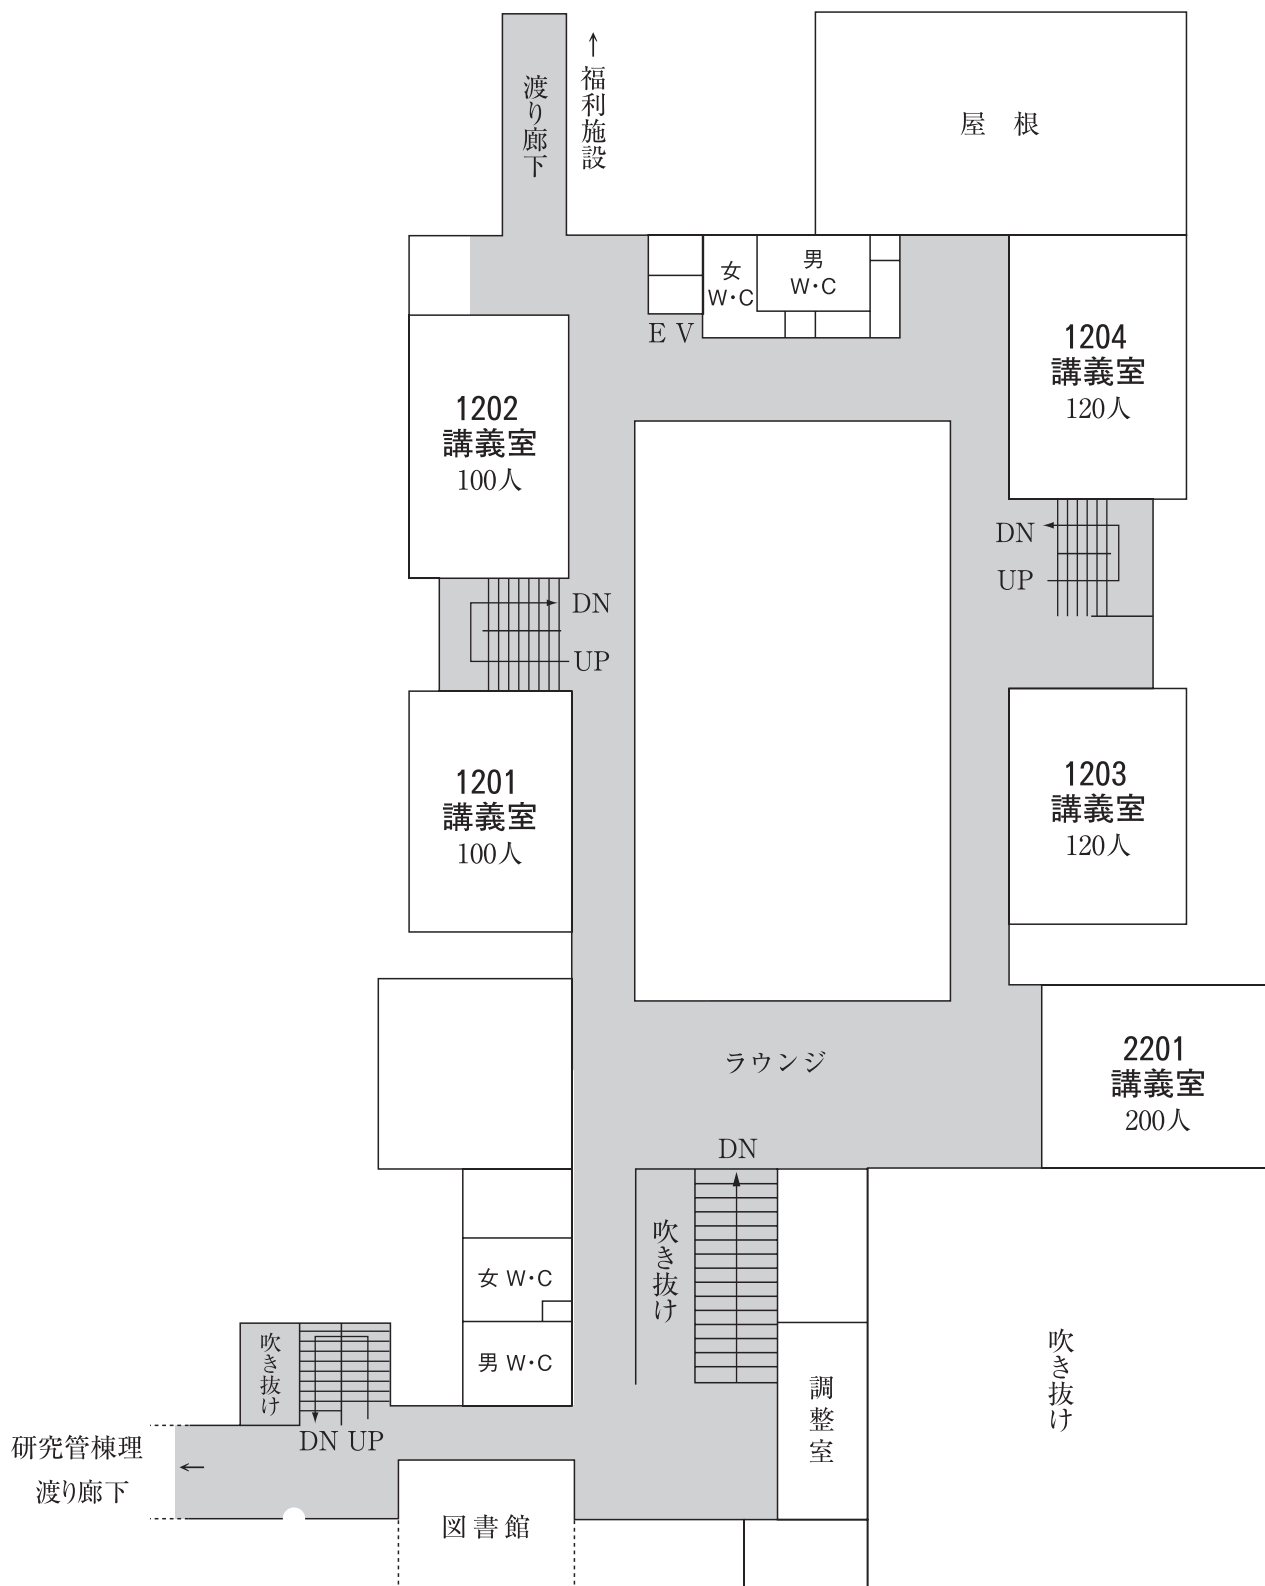 渡り廊下
↑福利施設
屋 根
女
W・C
男
W・C
EV
1204
講義室
120人
1202
講義室
100人
DN
UP
DN
UP
1201
講義室
100人
1203
講義室
120人
ラウンジ
2201
講義室
200人
DN
吹き抜け
女 W・C
男 W・C
吹き抜け
DN UP
調整室
吹き抜け
研究管棟理
渡り廊下
←
図書館